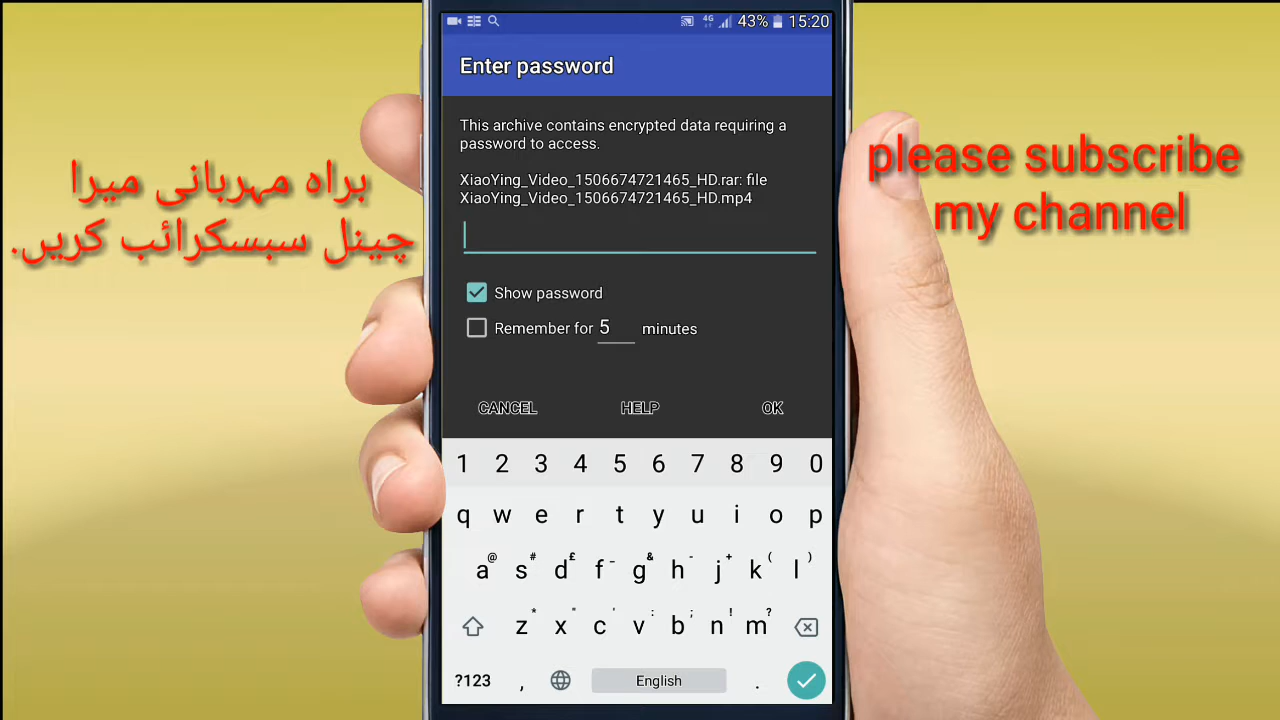 4G 43% 15:20
Enter password
This archive contains encrypted data requiring a
password to access.
XiaoYing_Video_1506674721465_HD.rar: file
XiaoYing_Video_1506674721465_HD.mp4
Show password
Remember for 5 minutes
CANCEL HELP OK
1 2 3 4 5 6 7 8 9 0
q w e r t y u i o p
@ # £ _ & - + ( )
a s d f g h j k l
* " ' : ; ! ?
z x c v b n m
?123 , English .
براہ مہربانی میرا
چینل سبسکرائب کریں.
please subscribe
my channel